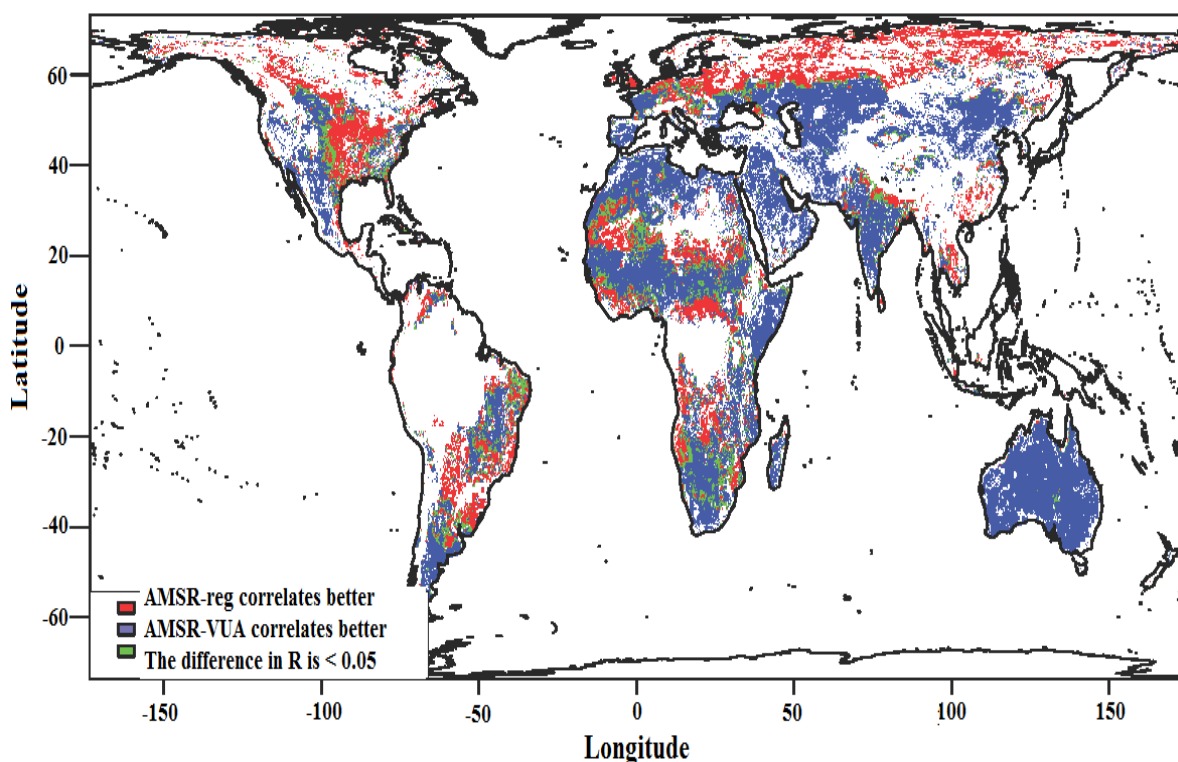 Latitude
60
40
20
0
-20
-40
-60
AMSR-reg correlates better
AMSR-VUA correlates better
The difference in R is < 0.05
-150
-100
-50
0
50
100
150
Longitude